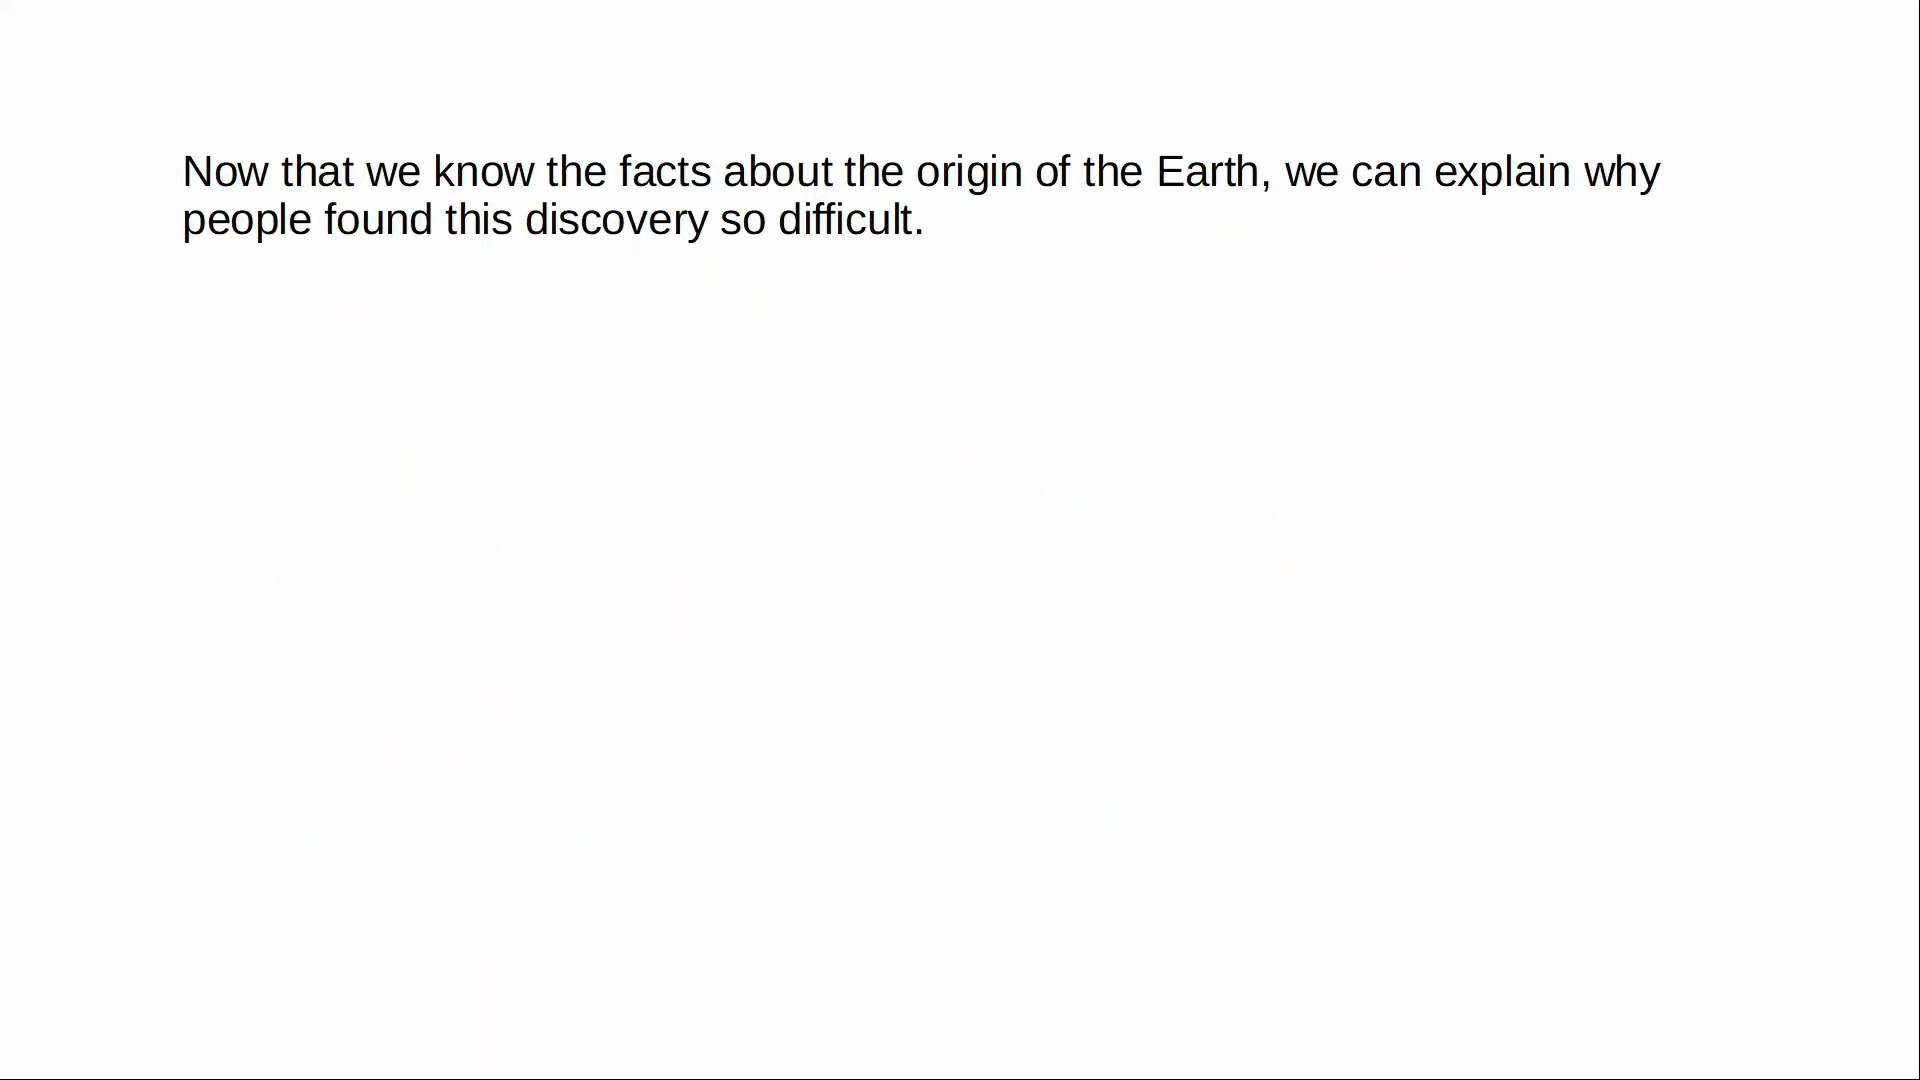 Now that we know the facts about the origin of the Earth, we can explain why
people found this discovery so difficult.